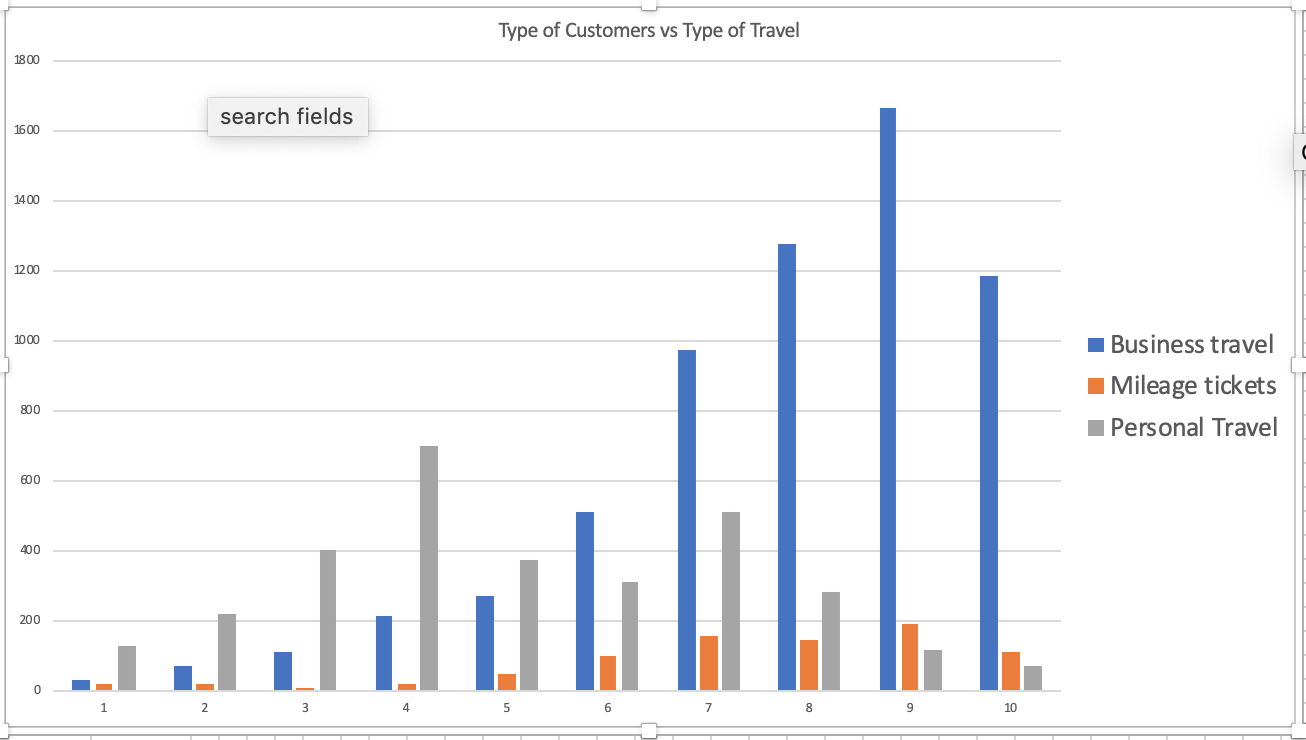 Type of Customers vs Type of Travel
1800
search fields
1600
1400
1200
1000
800
600
400
200
0
1 2 3 4 5 6 7 8 9 10
Business travel
Mileage tickets
Personal Travel